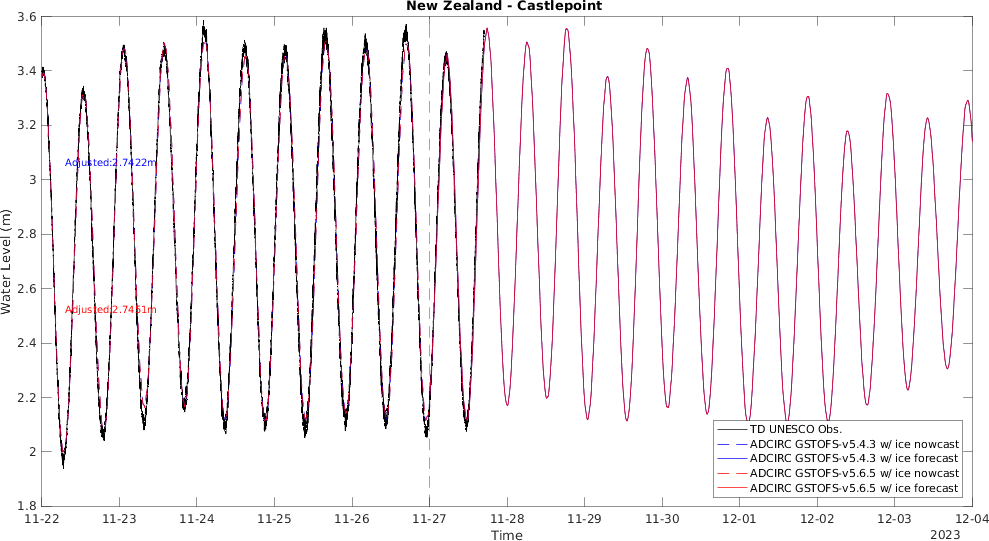 New Zealand - Castlepoint
3.6
3.4
3.2
3
2.8
2.6
2.4
2.2
2
1.8
Water Level (m)
Adjusted:2.7422m
Adjusted:2.7461m
TD UNESCO Obs.
ADCIRC GSTOFS-v5.4.3 w/ ice nowcast
ADCIRC GSTOFS-v5.4.3 w/ ice forecast
ADCIRC GSTOFS-v5.6.5 w/ ice nowcast
ADCIRC GSTOFS-v5.6.5 w/ ice forecast
11-22 11-23 11-24 11-25 11-26 11-27 11-28 11-29 11-30 12-01 12-02 12-03 12-04
Time
2023